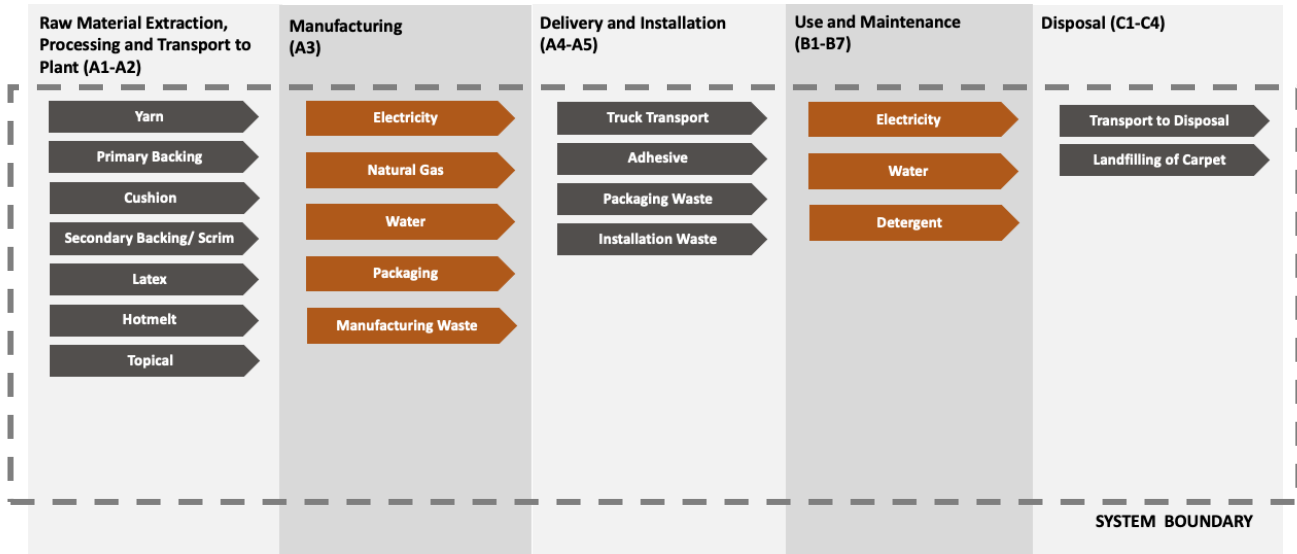 Raw Material Extraction,
Processing and Transport to
Plant (A1-A2)
Yarn
Primary Backing
Cushion
Secondary Backing/ Scrim
Latex
Hotmelt
Topical
Manufacturing
(A3)
Electricity
Natural Gas
Water
Packaging
Manufacturing Waste
Delivery and Installation
(A4-A5)
Truck Transport
Adhesive
Packaging Waste
Installation Waste
Use and Maintenance
(B1-B7)
Electricity
Water
Detergent
Disposal (C1-C4)
Transport to Disposal
Landfilling of Carpet
SYSTEM BOUNDARY